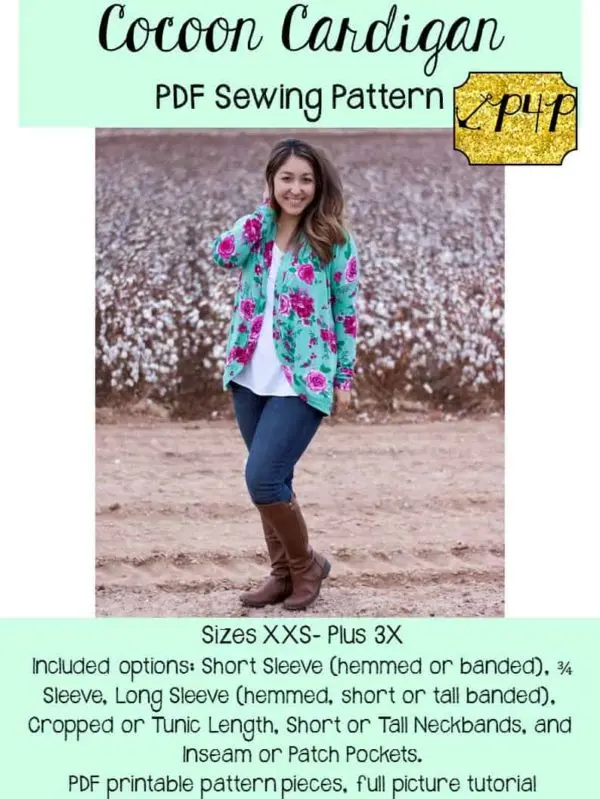 Cocoon Cardigan
PDF Sewing Pattern
P4P
Sizes XXS- Plus 3X
Included options: Short Sleeve (hemmed or banded), ¾
Sleeve, Long Sleeve (hemmed, short or tall banded),
Cropped or Tunic Length, Short or Tall Neckbands, and
Inseam or Patch Pockets.
PDF printable pattern pieces, full picture tutorial